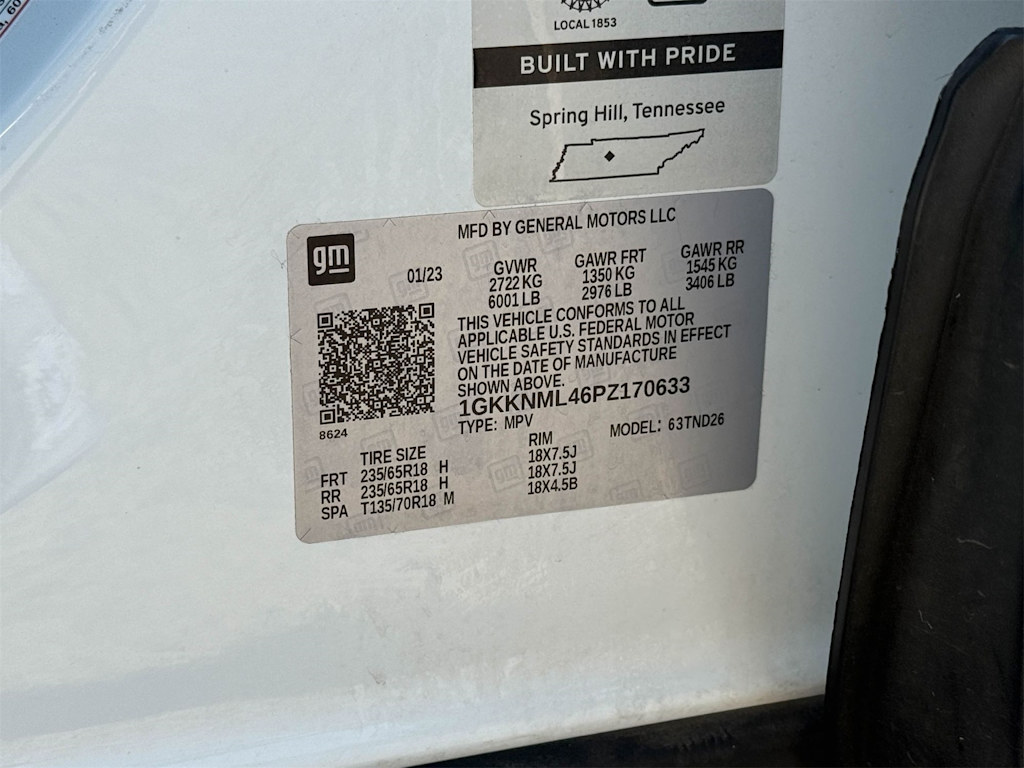 LOCAL 1853
BUILT WITH PRIDE
Spring Hill, Tennessee
gm
MFD BY GENERAL MOTORS LLC
01/23
GVWR GAWR FRT GAWR RR
2722 KG 1350 KG 1545 KG
6001 LB 2976 LB 3406 LB
THIS VEHICLE CONFORMS TO ALL
APPLICABLE U.S. FEDERAL MOTOR
VEHICLE SAFETY STANDARDS IN EFFECT
ON THE DATE OF MANUFACTURE
SHOWN ABOVE.
1GKKNML46PZ170633
TYPE: MPV MODEL: 63TND26
8624
TIRE SIZE RIM
FRT 235/65R18 H 18X7.5J
RR 235/65R18 H 18X7.5J
SPA T135/70R18 M 18X4.5B